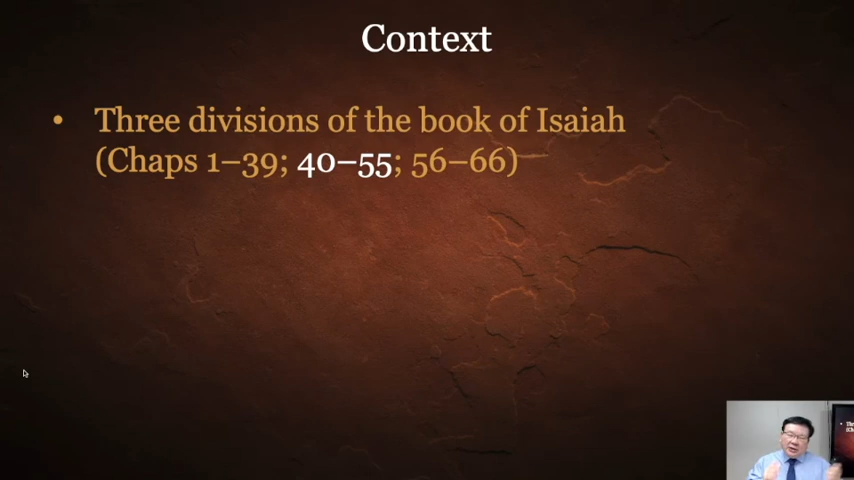 Context
• Three divisions of the book of Isaiah
(Chaps 1–39; 40–55; 56–66)